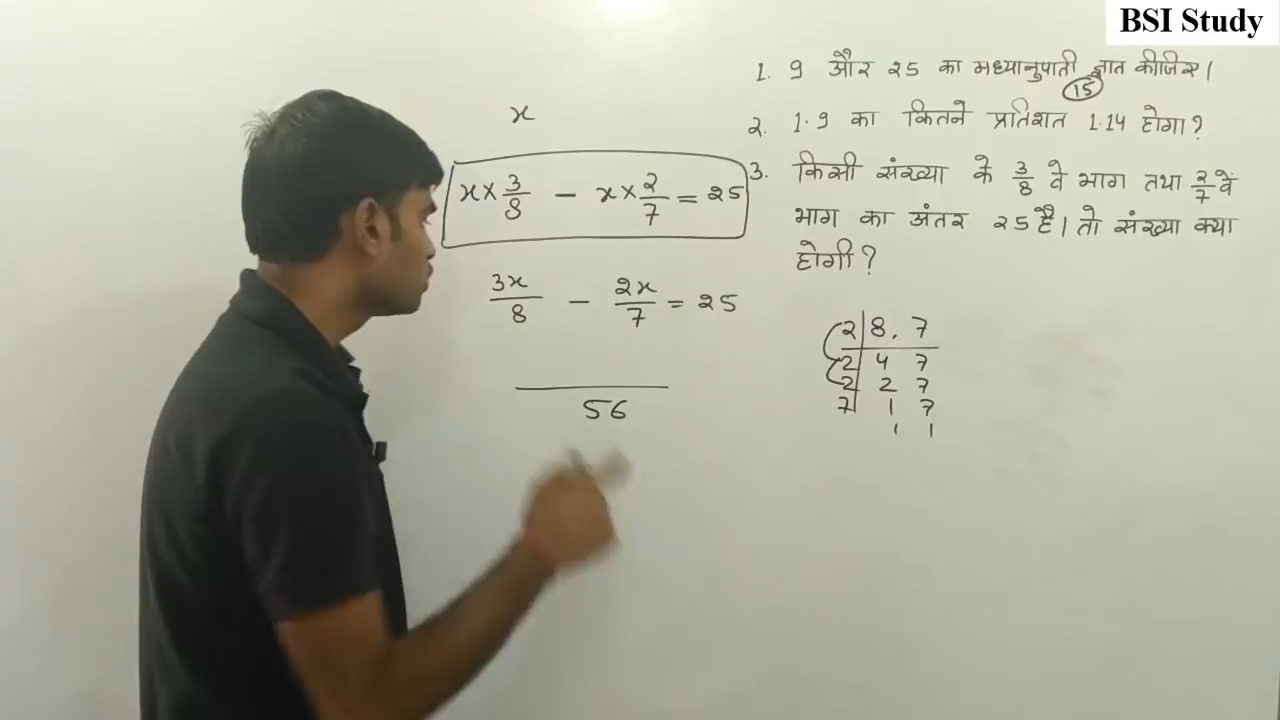 BSI Study
1. 9 और 25 का मध्यानुपाती ज्ञात कीजिए।
15
2. 1.9 का कितने प्रतिशत 1.14 होगा?
3. किसी संख्या के 3/8 वे भाग तथा 2/7 वें
भाग का अंतर 25 है। तो संख्या क्या
होगी?
x
x × 3/8 - x × 2/7 = 25
3x/8 - 2x/7 = 25
56
2 | 8, 7
2 | 4 7
2 | 2 7
7 | 1 7
1 1